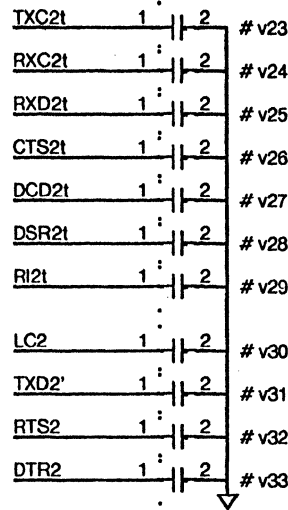 TXC2t 1 2 # v23
RXC2t 1 2 # v24
RXD2t 1 2 # v25
CTS2t 1 2 # v26
DCD2t 1 2 # v27
DSR2t 1 2 # v28
RI2t 1 2 # v29
LC2 1 2 # v30
TXD2' 1 2 # v31
RTS2 1 2 # v32
DTR2 1 2 # v33